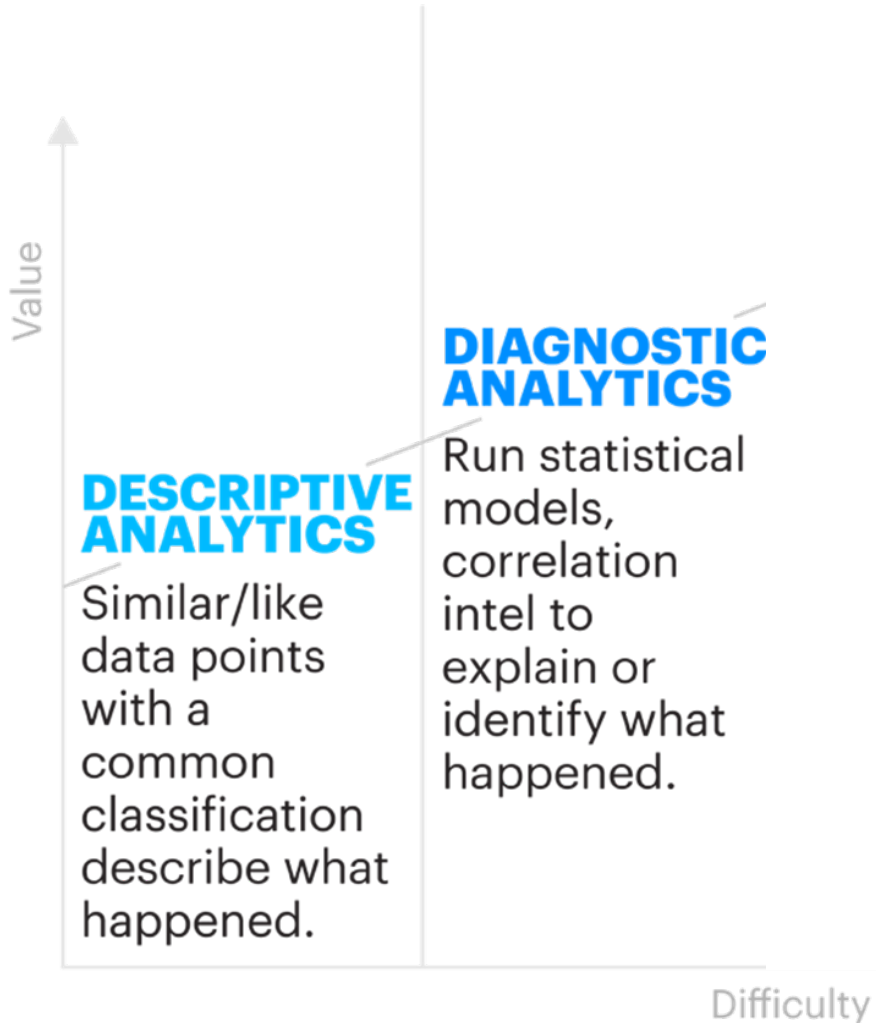 Value
DESCRIPTIVE
ANALYTICS
Similar/like
data points
with a
common
classification
describe what
happened.
DIAGNOSTIC
ANALYTICS
Run statistical
models,
correlation
intel to
explain or
identify what
happened.
Difficulty